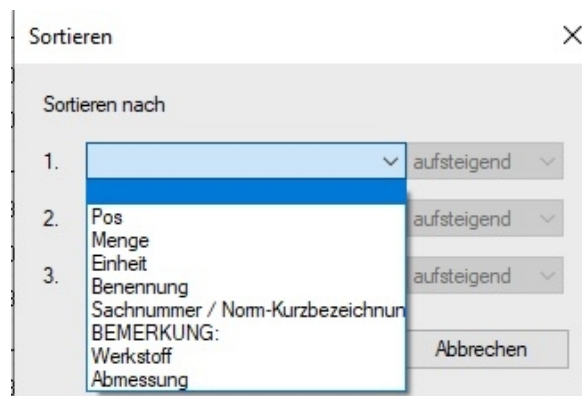 Sortieren
Sortieren nach
1. aufsteigend
Pos
2. aufsteigend
Menge
Einheit
Benennung
3. aufsteigend
Sachnummer / Norm-Kurzbezeichnun
BEMERKUNG:
Werkstoff
Abbrechen
Abmessung